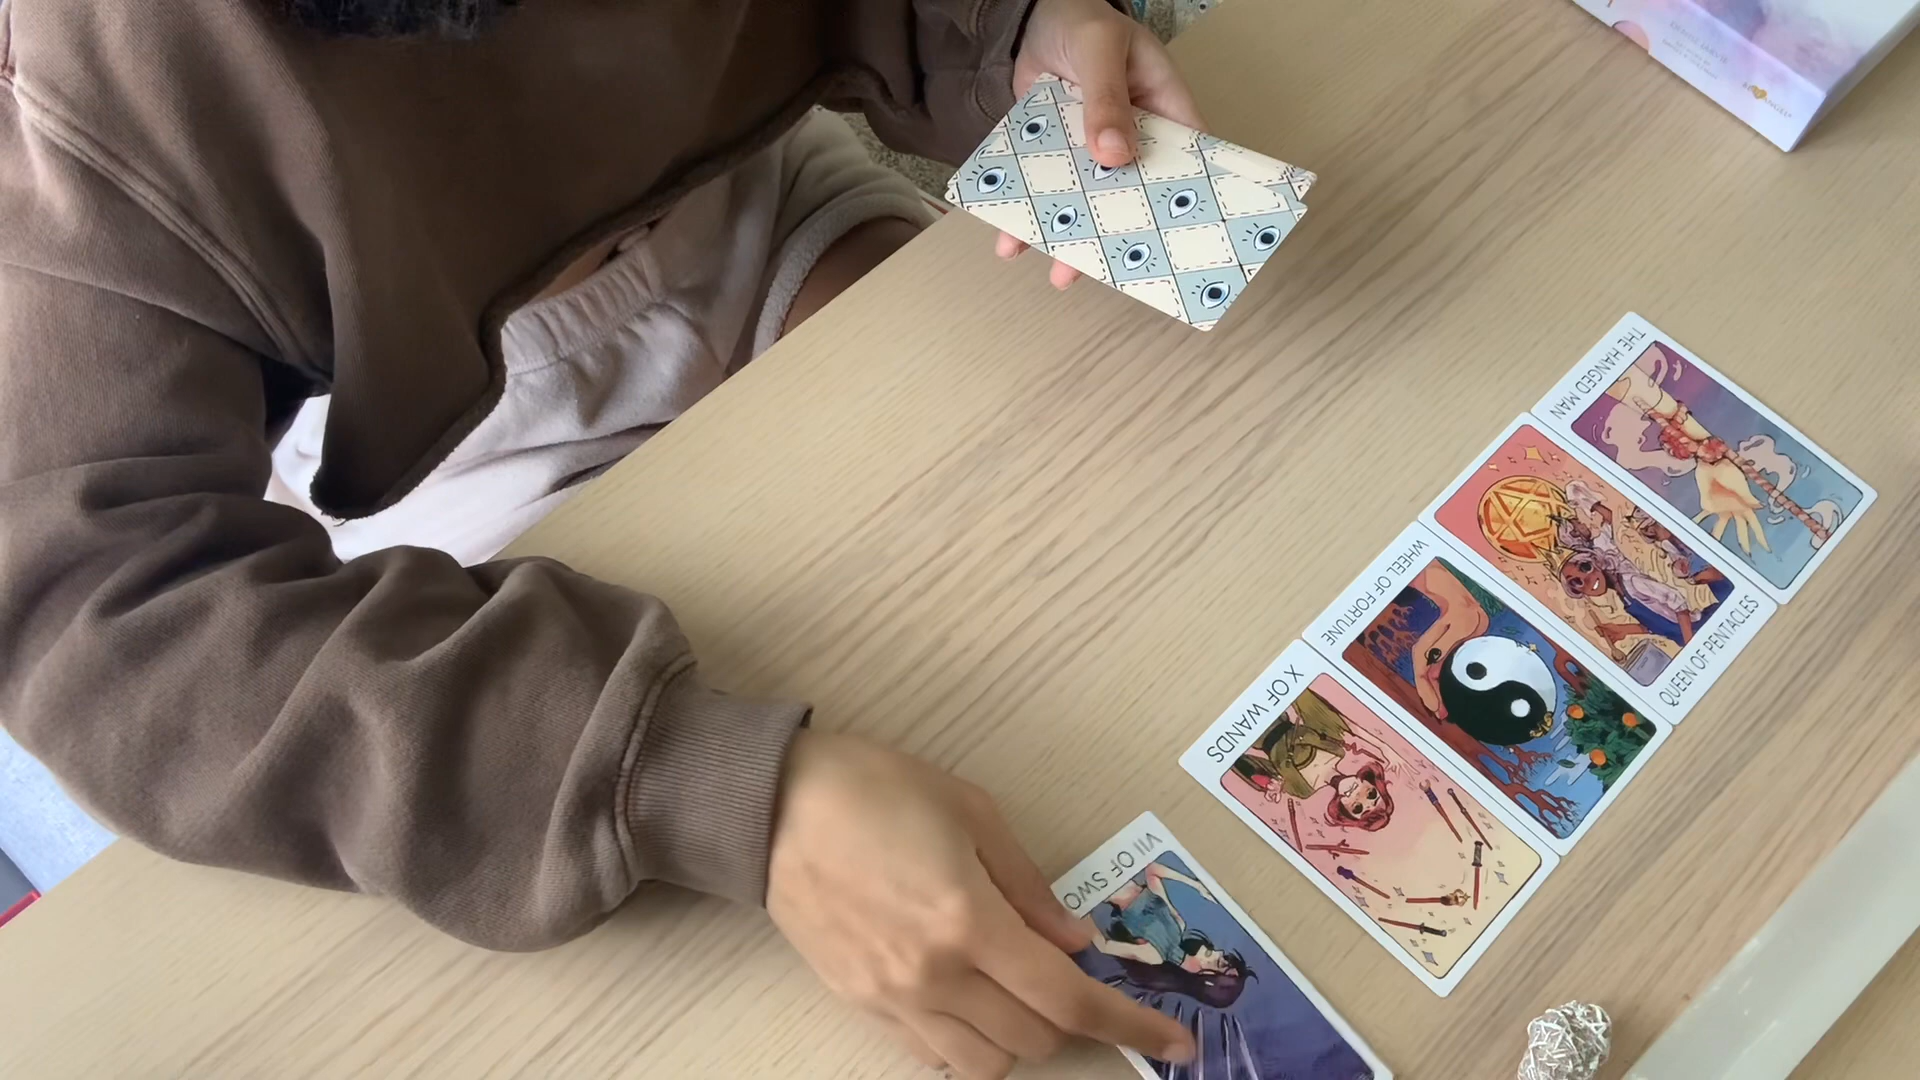 THE HANGED MAN
QUEEN OF PENTACLES
WHEEL OF FORTUNE
X OF WANDS
VII OF SWO